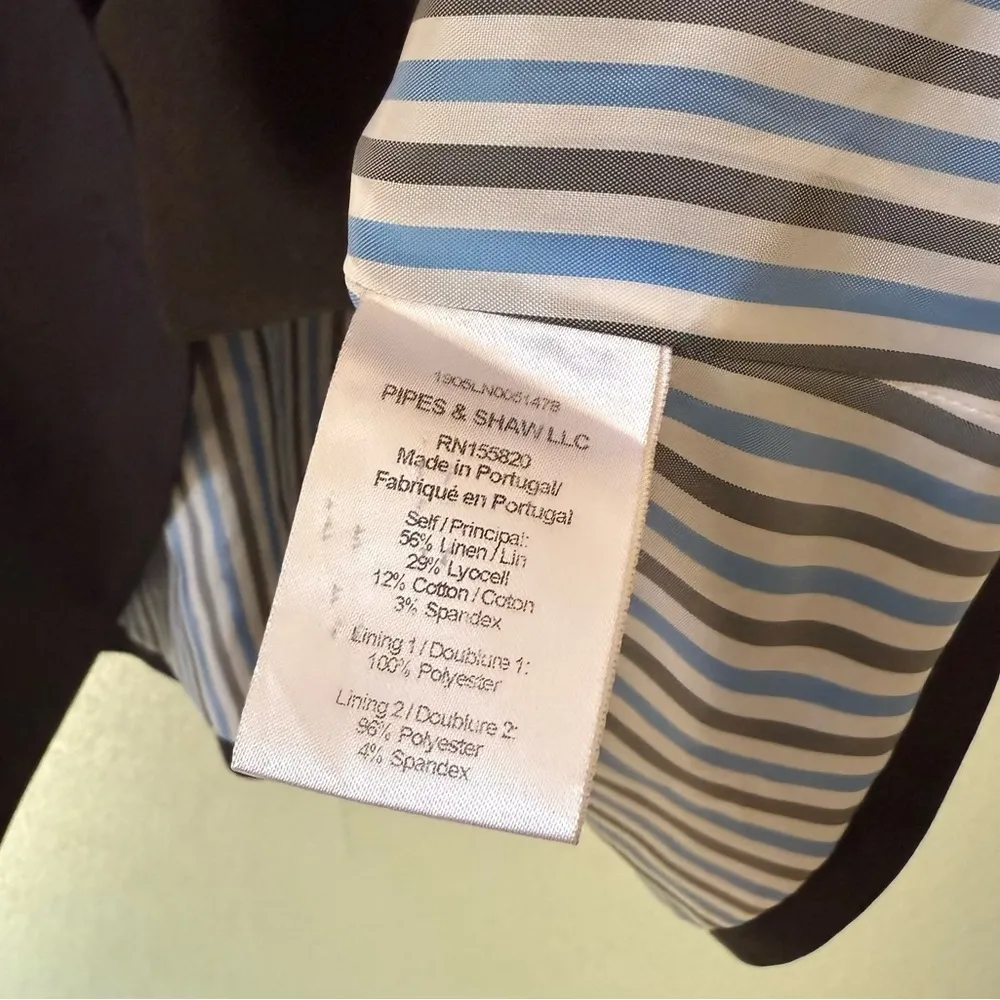 PIPES & SHAW LLC
RN155820
Made in Portugal/
Fabriqué en Portugal
Self / Principal:
56% Linen / Lin
29% Lyocell
12% Cotton / Coton
3% Spandex
Lining 1 / Doublure 1:
100% Polyester
Lining 2 / Doublure 2:
96% Polyester
4% Spandex